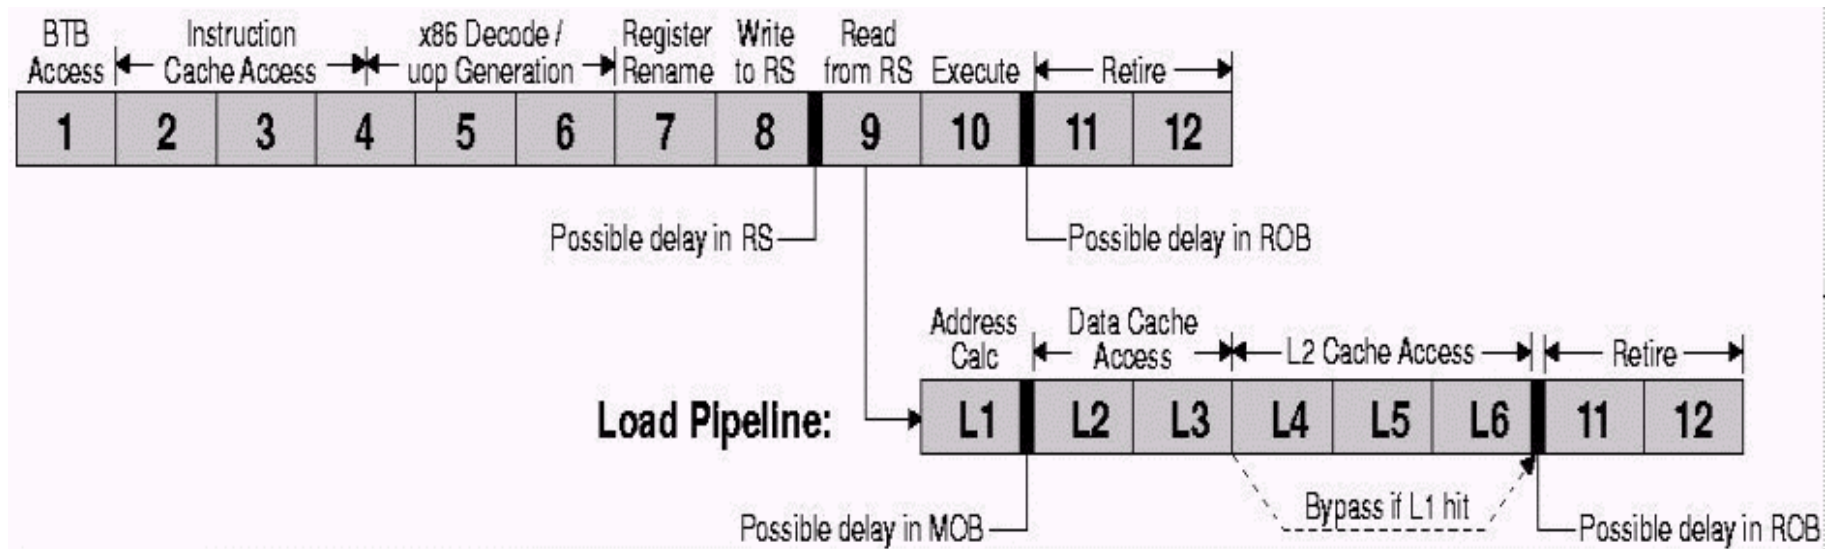 BTB Instruction x86 Decode / Register Write Read
Access Cache Access uop Generation Rename to RS from RS Execute Retire
1 2 3 4 5 6 7 8 9 10 11 12
Possible delay in RS Possible delay in ROB
Address Data Cache
Calc Access L2 Cache Access Retire
Load Pipeline: L1 L2 L3 L4 L5 L6 11 12
Bypass if L1 hit
Possible delay in MOB Possible delay in ROB